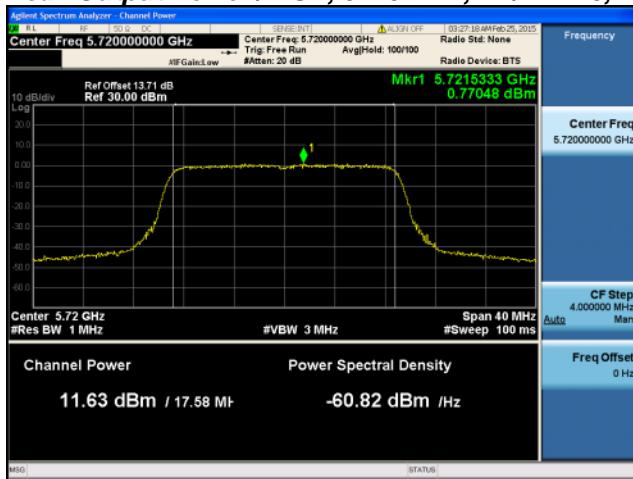 Agilent Spectrum Analyzer - Channel Power
RL RF 50 Ω DC SENSE:INT ALIGN OFF 03:27:18 AM Feb 25, 2015
Center Freq 5.720000000 GHz
Center Freq: 5.720000000 GHz
Radio Std: None
Trig: Free Run Avg|Hold: 100/100
#IFGain:Low #Atten: 20 dB Radio Device: BTS
Frequency
Mkr1 5.7215333 GHz
0.77048 dBm
Ref Offset 13.71 dB
10 dB/div Ref 30.00 dBm
Log
20.0
10.0
0.00
-10.0
-20.0
-30.0
-40.0
-50.0
-60.0
1
Center Freq
5.720000000 GHz
Center 5.72 GHz Span 40 MHz
#Res BW 1 MHz #VBW 3 MHz #Sweep 100 ms
CF Step
4.000000 MHz
Auto Man
Freq Offset
0 Hz
Channel Power Power Spectral Density
11.63 dBm / 17.58 MH -60.82 dBm /Hz
MSG STATUS